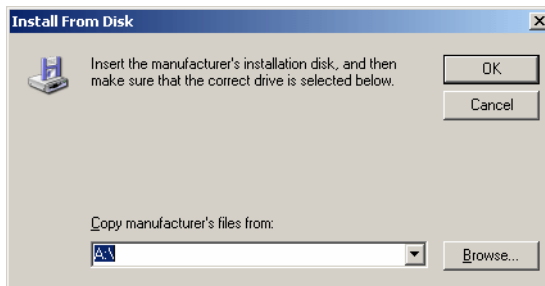 Install From Disk
Insert the manufacturer's installation disk, and then
make sure that the correct drive is selected below.
OK
Cancel
Copy manufacturer's files from:
A:\
Browse...